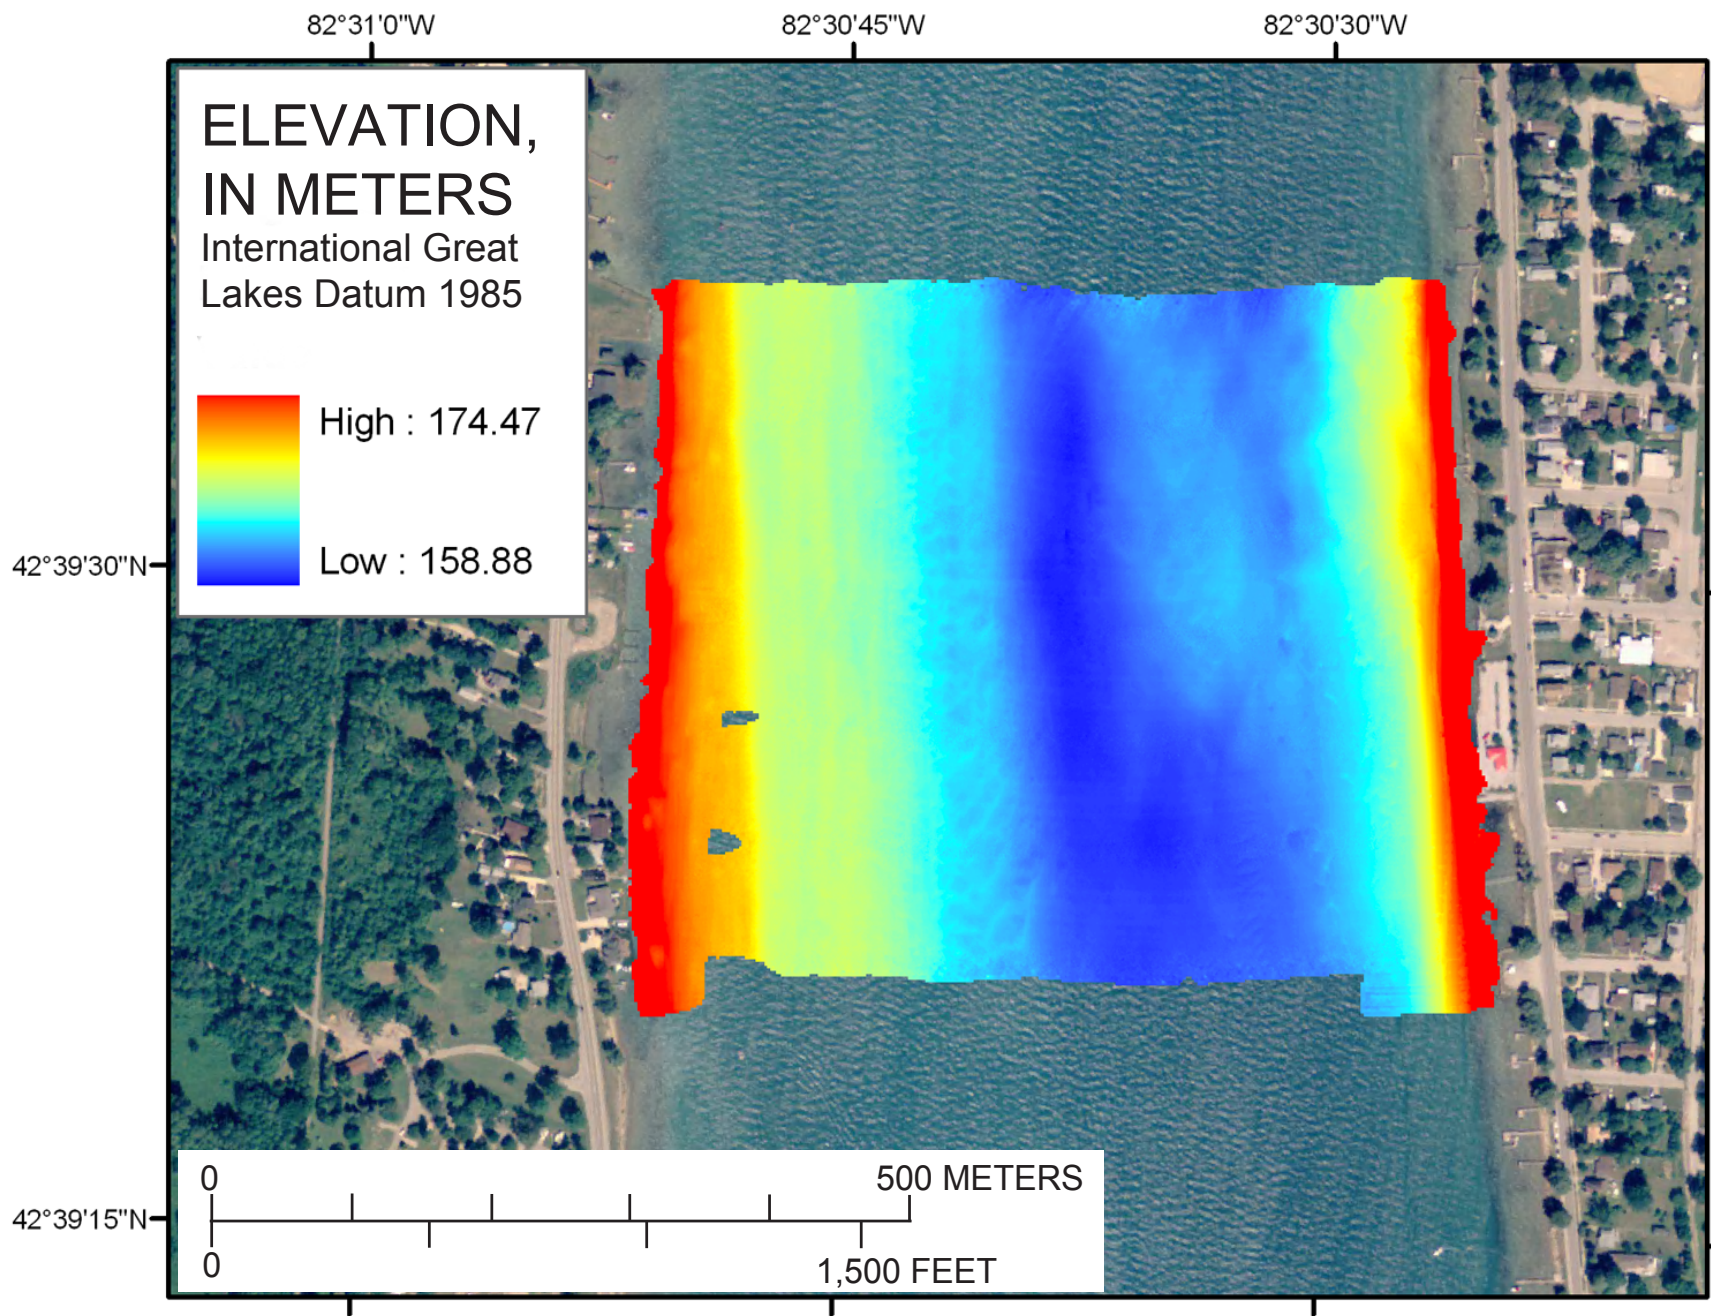 82°31'0"W
82°30'45"W
82°30'30"W
ELEVATION,
IN METERS
International Great
Lakes Datum 1985
High : 174.47
Low : 158.88
42°39'30"N
42°39'15"N
0
500 METERS
0
1,500 FEET